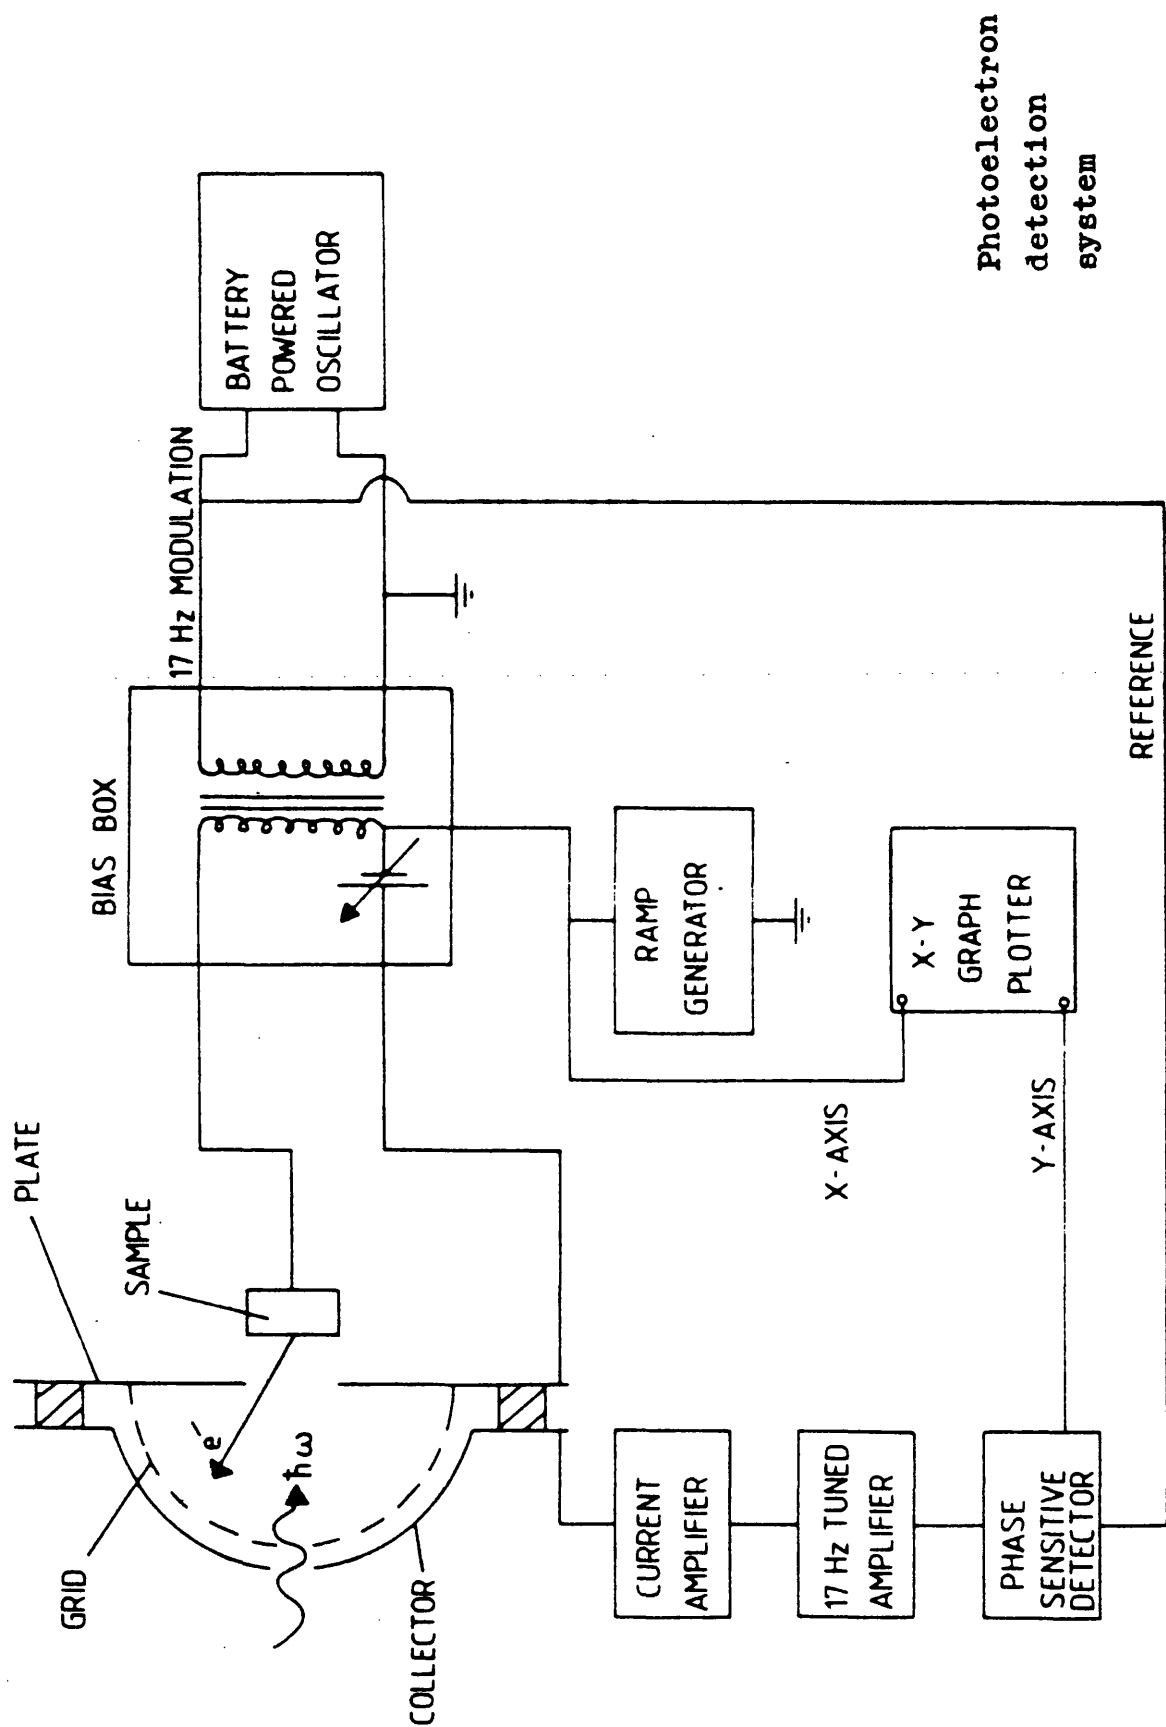 PLATE
SAMPLE
GRID
-e
ħω
COLLECTOR
BIAS BOX
17 Hz MODULATION
BATTERY
POWERED
OSCILLATOR
RAMP
GENERATOR
X-Y
GRAPH
PLOTTER
X-AXIS
Y-AXIS
REFERENCE
CURRENT
AMPLIFIER
17 Hz TUNED
AMPLIFIER
PHASE
SENSITIVE
DETECTOR
Photoelectron
detection
system